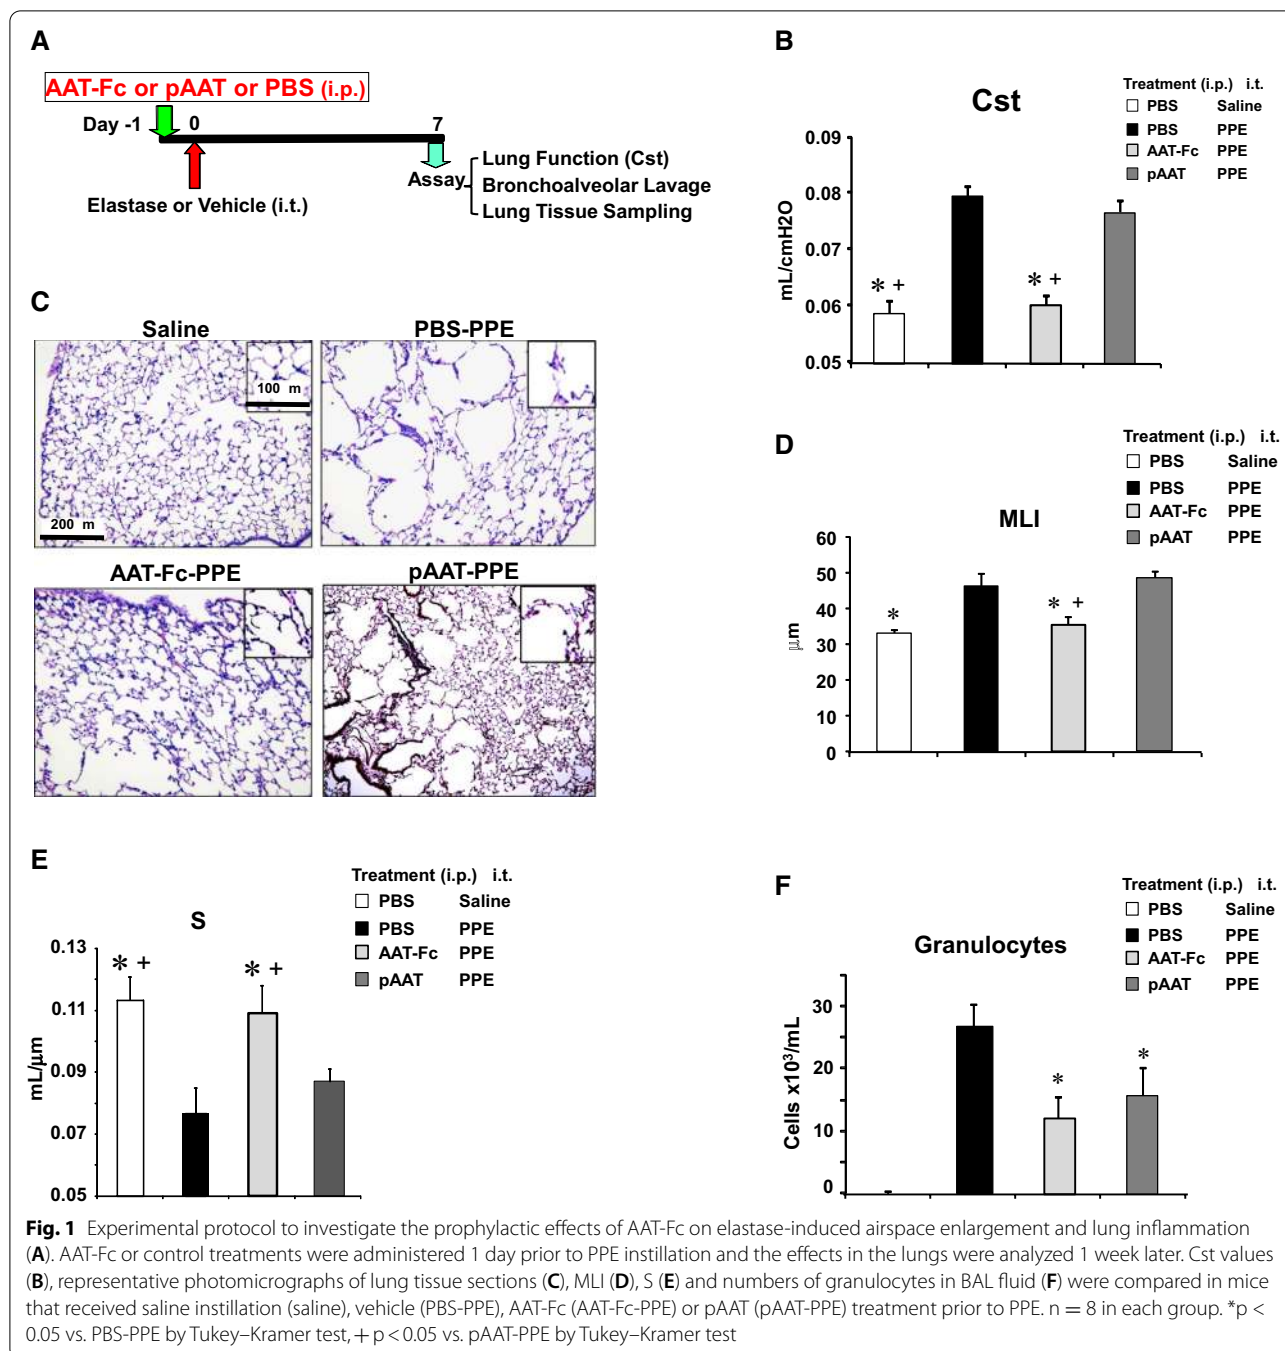 A
AAT-Fc or pAAT or PBS (i.p.)
Day -1 0 7
Elastase or Vehicle (i.t.)
Assay
Lung Function (Cst)
Bronchoalveolar Lavage
Lung Tissue Sampling
B
Treatment (i.p.) i.t.
PBS Saline
PBS PPE
AAT-Fc PPE
pAAT PPE
Cst
mL/cmH2O
0.09
0.08
0.07
0.06
0.05
* +
* +
C
Saline
100 m
200 m
PBS-PPE
AAT-Fc-PPE
pAAT-PPE
D
Treatment (i.p.) i.t.
PBS Saline
PBS PPE
AAT-Fc PPE
pAAT PPE
MLI
μm
60
50
40
30
20
10
0
*
* +
E
Treatment (i.p.) i.t.
PBS Saline
PBS PPE
AAT-Fc PPE
pAAT PPE
S
mL/μm
0.13
0.11
0.09
0.07
0.05
* +
* +
F
Treatment (i.p.) i.t.
PBS Saline
PBS PPE
AAT-Fc PPE
pAAT PPE
Granulocytes
Cells x10³/mL
30
20
10
0
*
*
Fig. 1 Experimental protocol to investigate the prophylactic effects of AAT-Fc on elastase-induced airspace enlargement and lung inflammation
(A). AAT-Fc or control treatments were administered 1 day prior to PPE instillation and the effects in the lungs were analyzed 1 week later. Cst values
(B), representative photomicrographs of lung tissue sections (C), MLI (D), S (E) and numbers of granulocytes in BAL fluid (F) were compared in mice
that received saline instillation (saline), vehicle (PBS-PPE), AAT-Fc (AAT-Fc-PPE) or pAAT (pAAT-PPE) treatment prior to PPE. n = 8 in each group. *p <
0.05 vs. PBS-PPE by Tukey–Kramer test, + p < 0.05 vs. pAAT-PPE by Tukey–Kramer test